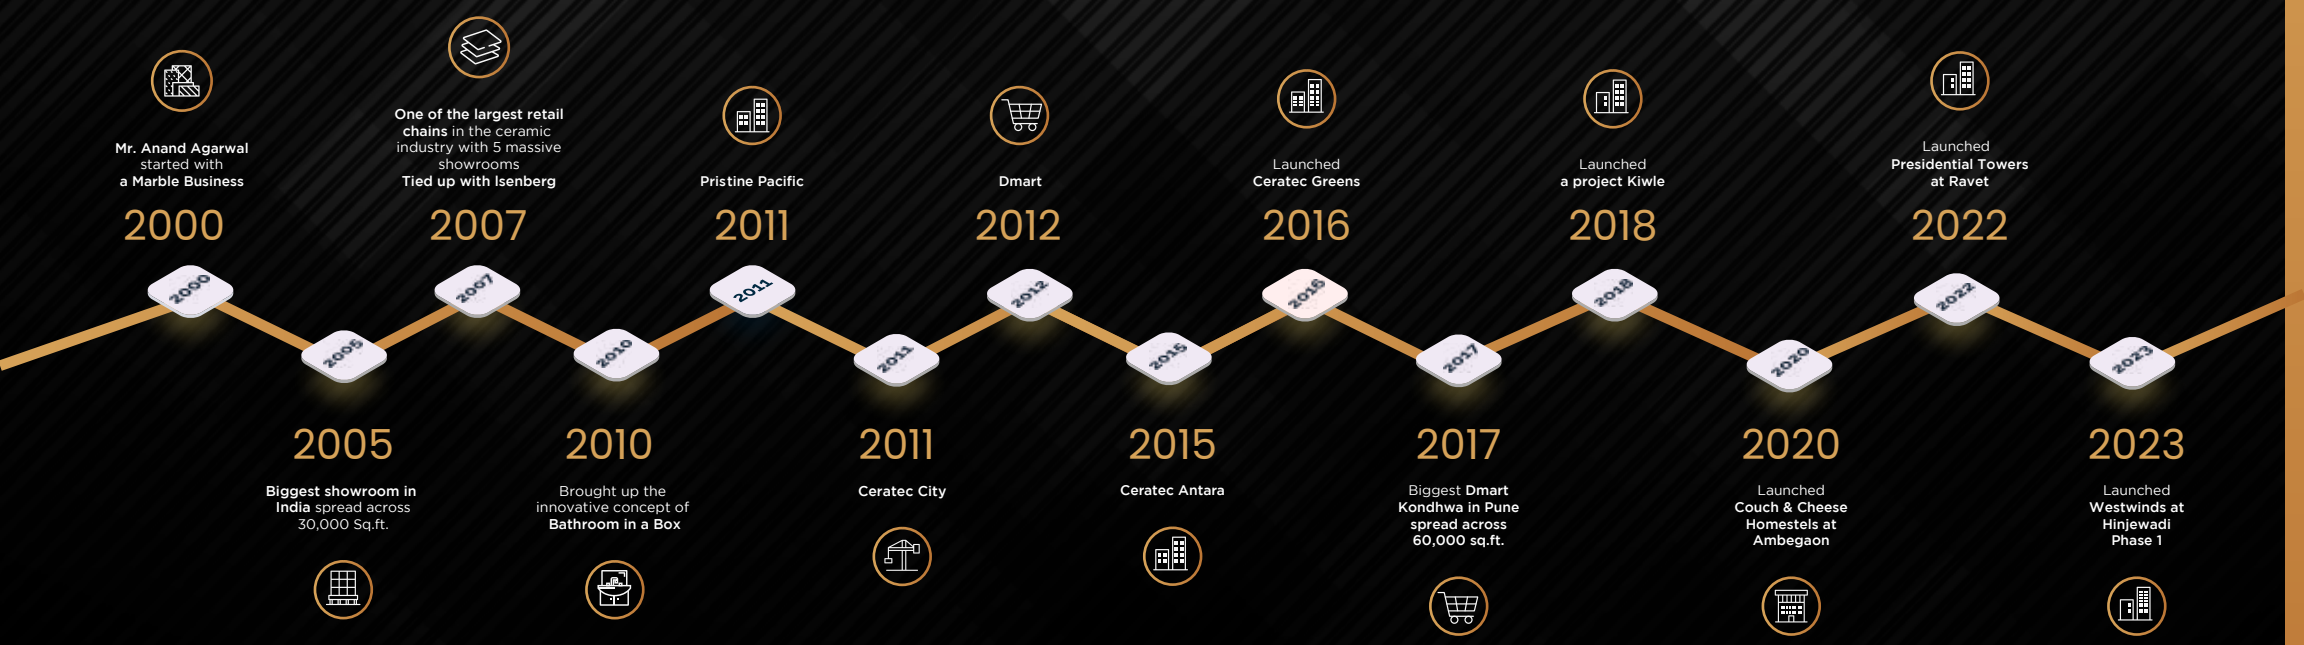 Mr. Anand Agarwal
started with
a Marble Business
2000
One of the largest retail
chains in the ceramic
industry with 5 massive
showrooms
Tied up with Isenberg
2007
Pristine Pacific
2011
Dmart
2012
Launched
Ceratec Greens
2016
Launched
a project Kiwle
2018
Launched
Presidential Towers
at Ravet
2022
2000
2007
2011
2012
2016
2018
2022
2005
2010
2011
2015
2017
2020
2023
2005
Biggest showroom in
India spread across
30,000 Sq.ft.
2010
Brought up the
innovative concept of
Bathroom in a Box
2011
Ceratec City
2015
Ceratec Antara
2017
Biggest Dmart
Kondhwa in Pune
spread across
60,000 sq.ft.
2020
Launched
Couch & Cheese
Homestels at
Ambegaon
2023
Launched
Westwinds at
Hinjewadi
Phase 1